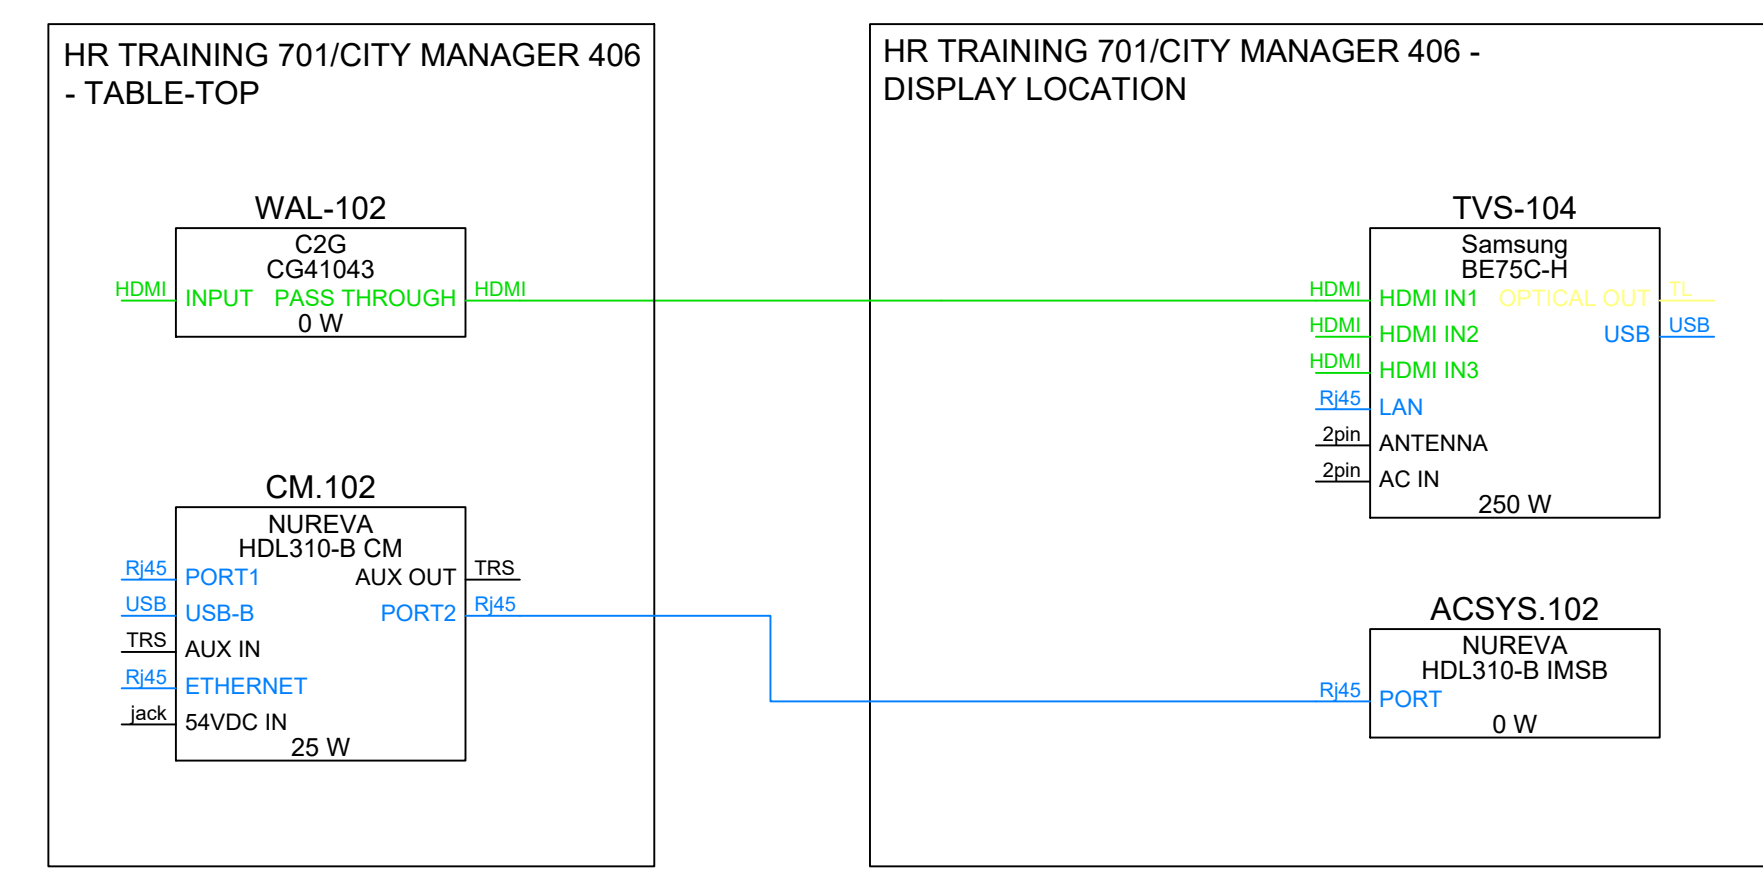 HR TRAINING 701/CITY MANAGER 406
- TABLE-TOP
WAL-102
C2G
CG41043
HDMI INPUT PASS THROUGH HDMI
0 W
CM.102
NUREVA
HDL310-B CM
Rj45 PORT1 AUX OUT TRS
USB USB-B PORT2 Rj45
TRS AUX IN
Rj45 ETHERNET
jack 54VDC IN
25 W
HR TRAINING 701/CITY MANAGER 406 -
DISPLAY LOCATION
TVS-104
Samsung
BE75C-H
HDMI HDMI IN1 OPTICAL OUT TL
HDMI HDMI IN2 USB USB
HDMI HDMI IN3
Rj45 LAN
2pin ANTENNA
2pin AC IN
250 W
ACSYS.102
NUREVA
HDL310-B IMSB
Rj45 PORT
0 W